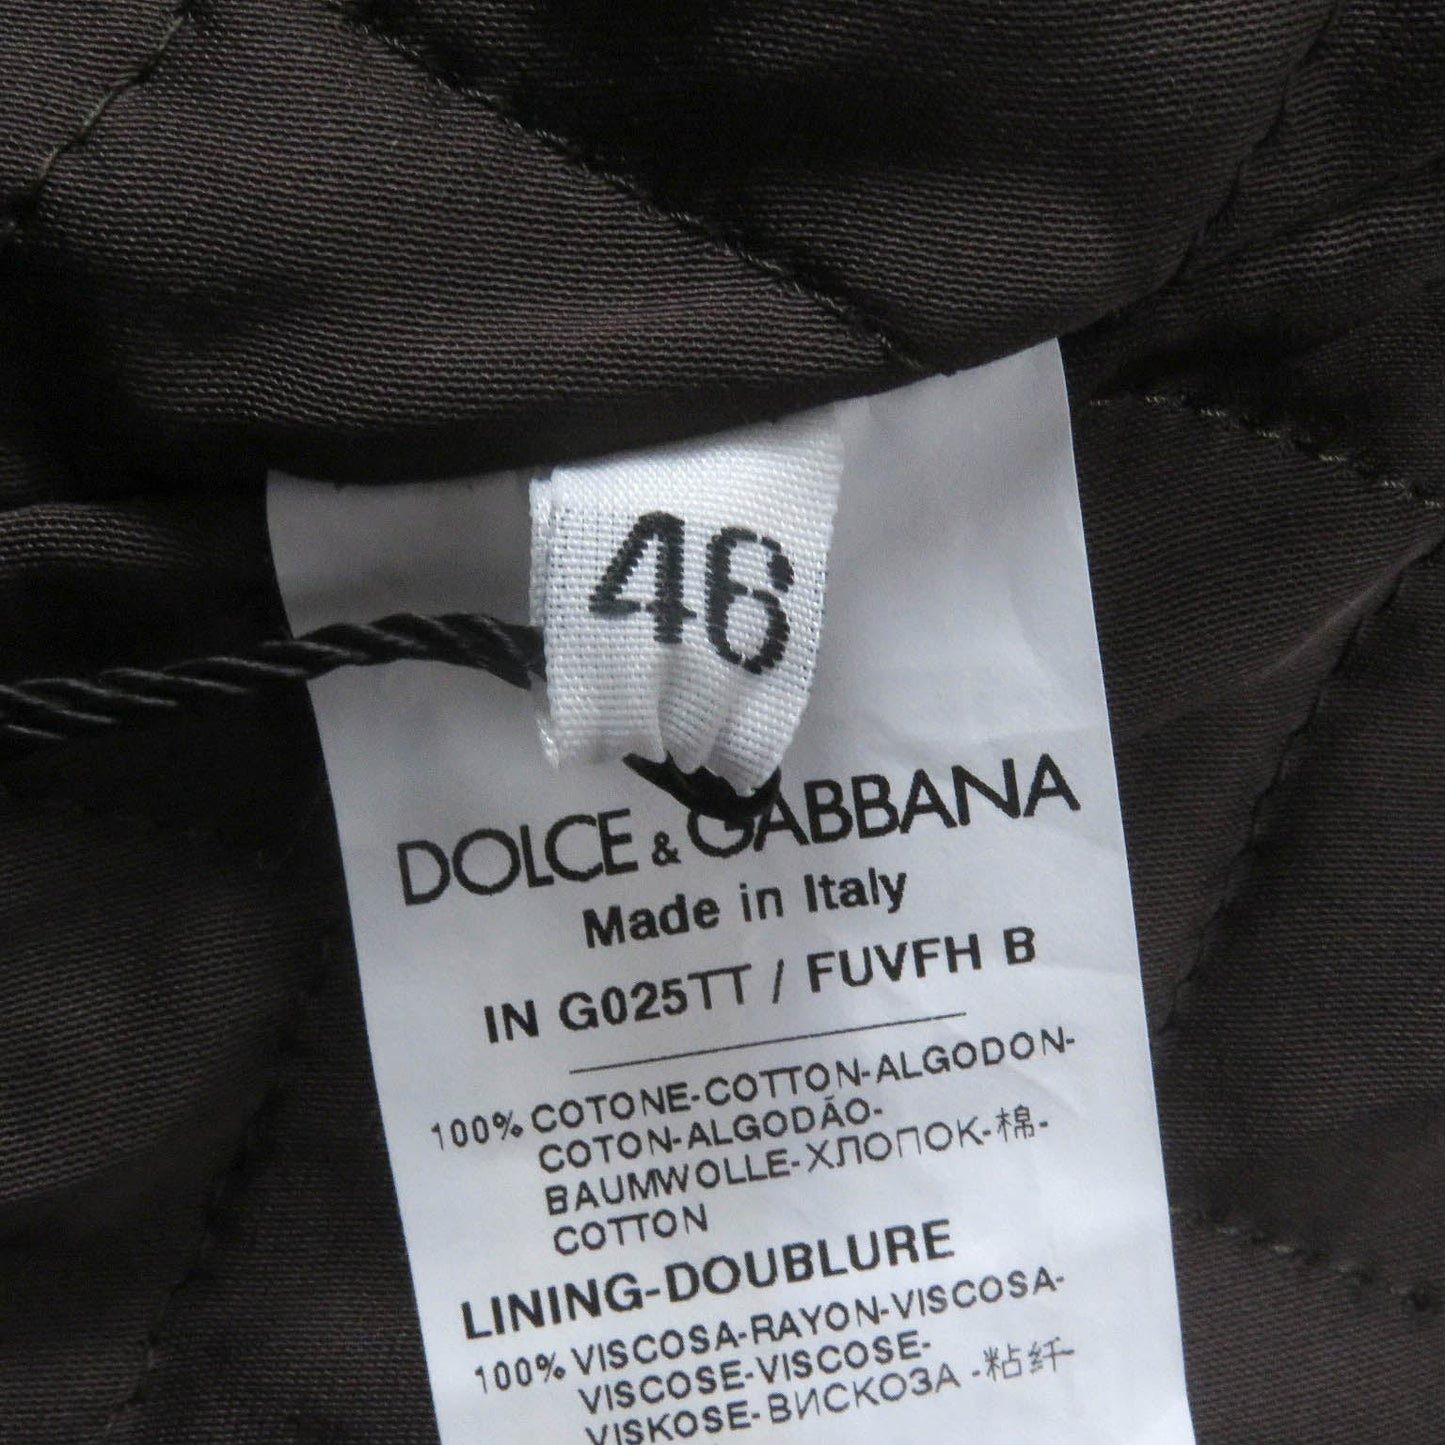 46
DOLCE & GABBANA
Made in Italy
IN G025TT / FUVFH B
100% COTONE-COTTON-ALGODON-
COTON-ALGODÃO-
BAUMWOLLE-ХЛОПОК-棉-
COTTON
LINING-DOUBLURE
100% VISCOSA-RAYON-VISCOSA-
VISCOSE-VISCOSE-
VISKOSE-ВИСКОЗА -粘纤-